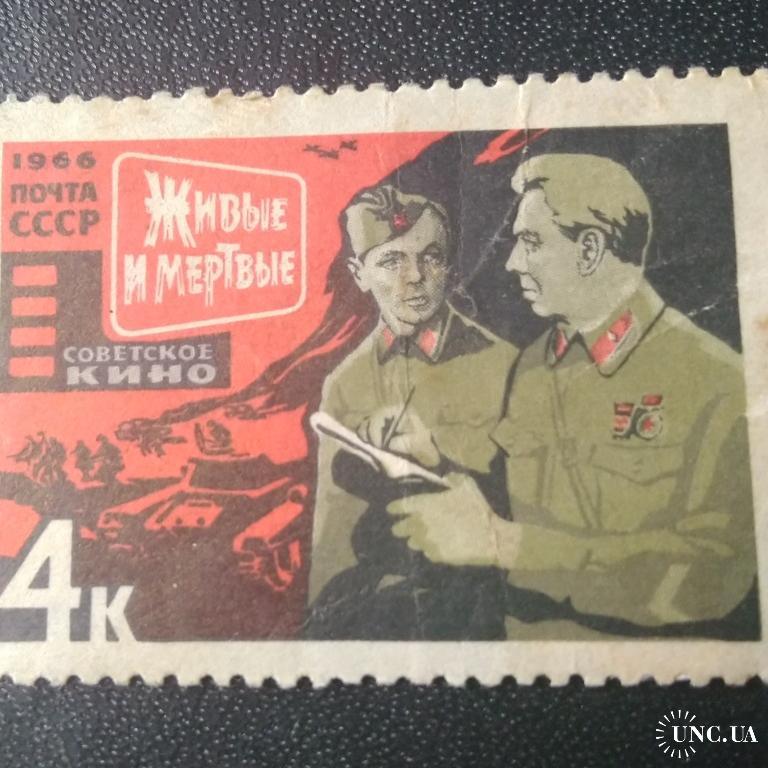 1966
ПОЧТА
СССР
ЖИВЫЕ
И МЕРТВЫЕ
СОВЕТСКОЕ
КИНО
4К
UNC.UA